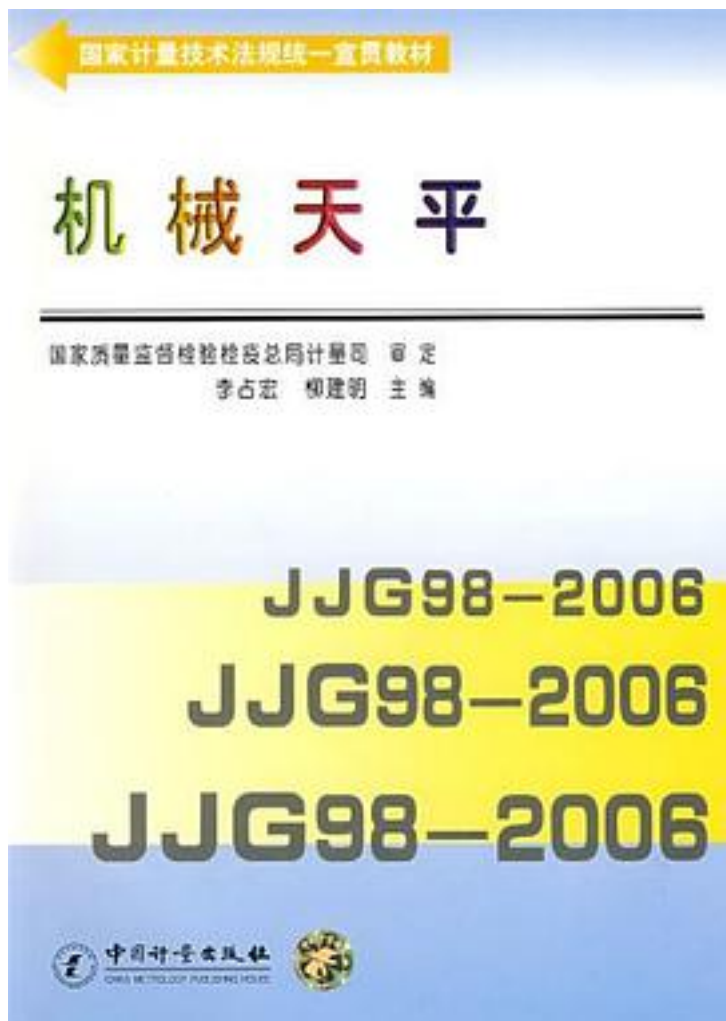 国家计量技术法规统一宣贯教材
机械天平
国家质量监督检验检疫总局计量司 审定
李占宏 柳建明 主编
JJG98-2006
JJG98-2006
JJG98-2006
中国计量出版社
CHINA METROLOGY PUBLISHING HOUSE